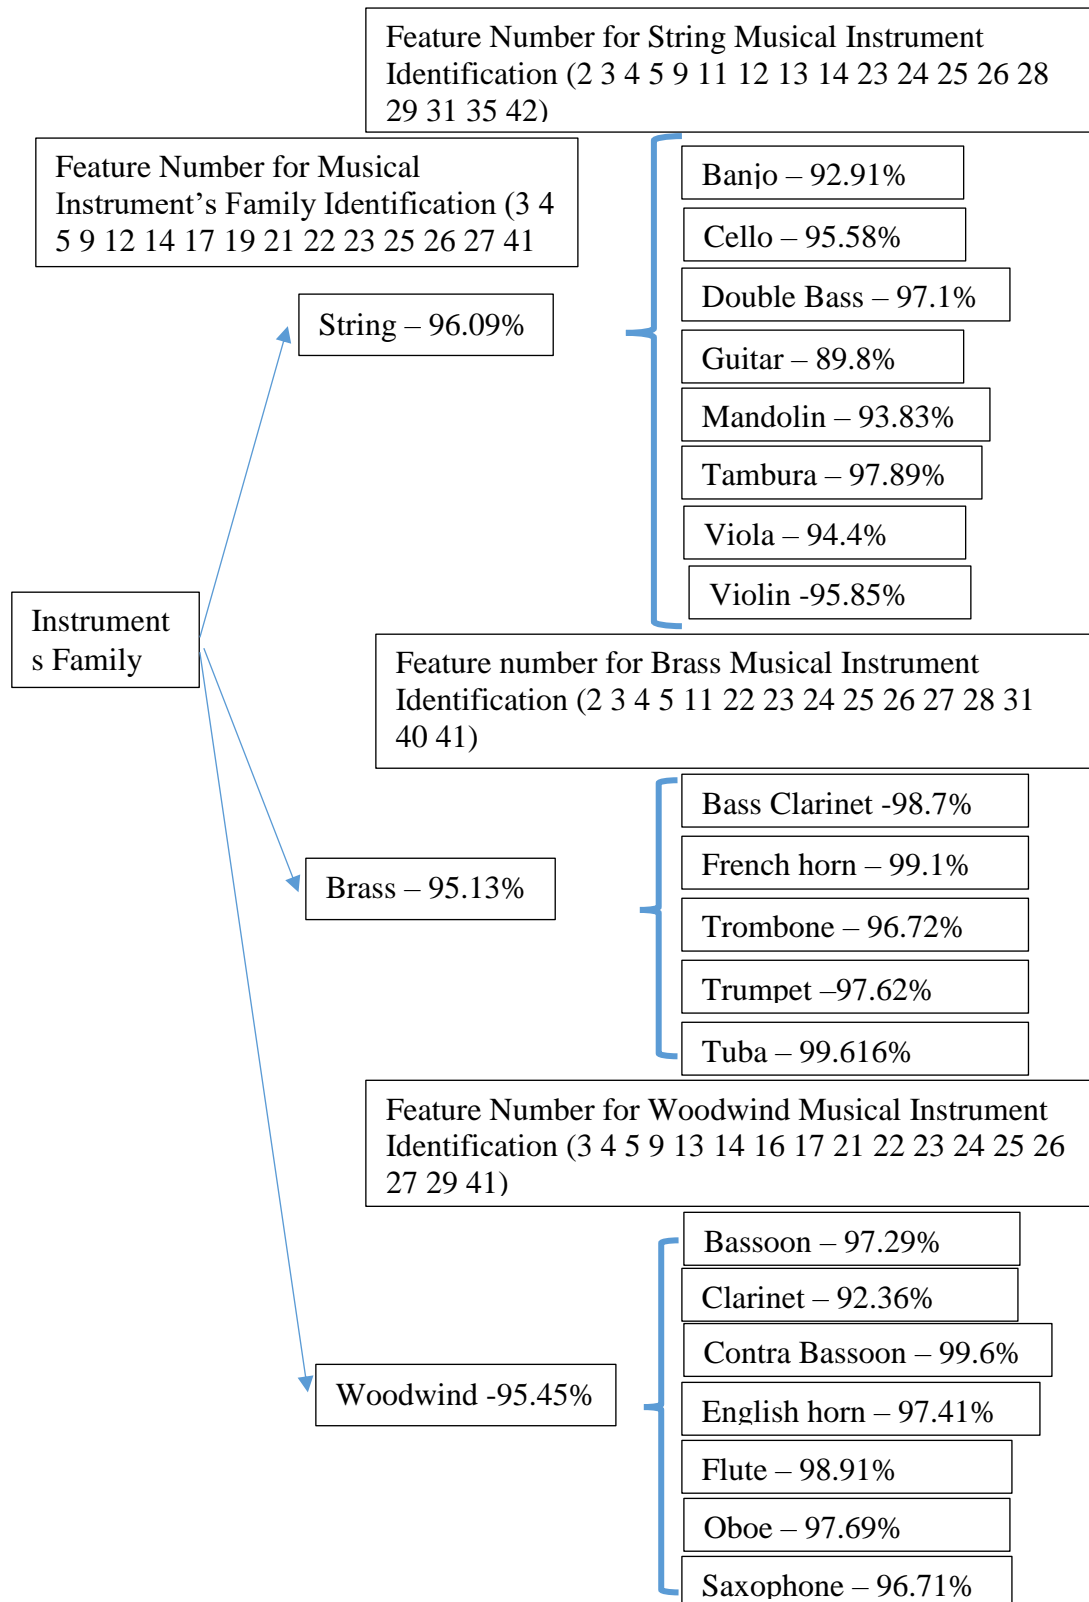 Feature Number for String Musical Instrument
Identification (2 3 4 5 9 11 12 13 14 23 24 25 26 28
29 31 35 42)
Feature Number for Musical
Instrument's Family Identification (3 4
5 9 12 14 17 19 21 22 23 25 26 27 41
Banjo – 92.91%
Cello – 95.58%
Double Bass – 97.1%
String – 96.09%
Guitar – 89.8%
Mandolin – 93.83%
Tambura – 97.89%
Viola – 94.4%
Violin -95.85%
Instrument
s Family
Feature number for Brass Musical Instrument
Identification (2 3 4 5 11 22 23 24 25 26 27 28 31
40 41)
Bass Clarinet -98.7%
French horn – 99.1%
Brass – 95.13%
Trombone – 96.72%
Trumpet –97.62%
Tuba – 99.616%
Feature Number for Woodwind Musical Instrument
Identification (3 4 5 9 13 14 16 17 21 22 23 24 25 26
27 29 41)
Bassoon – 97.29%
Clarinet – 92.36%
Contra Bassoon – 99.6%
Woodwind -95.45%
English horn – 97.41%
Flute – 98.91%
Oboe – 97.69%
Saxophone – 96.71%